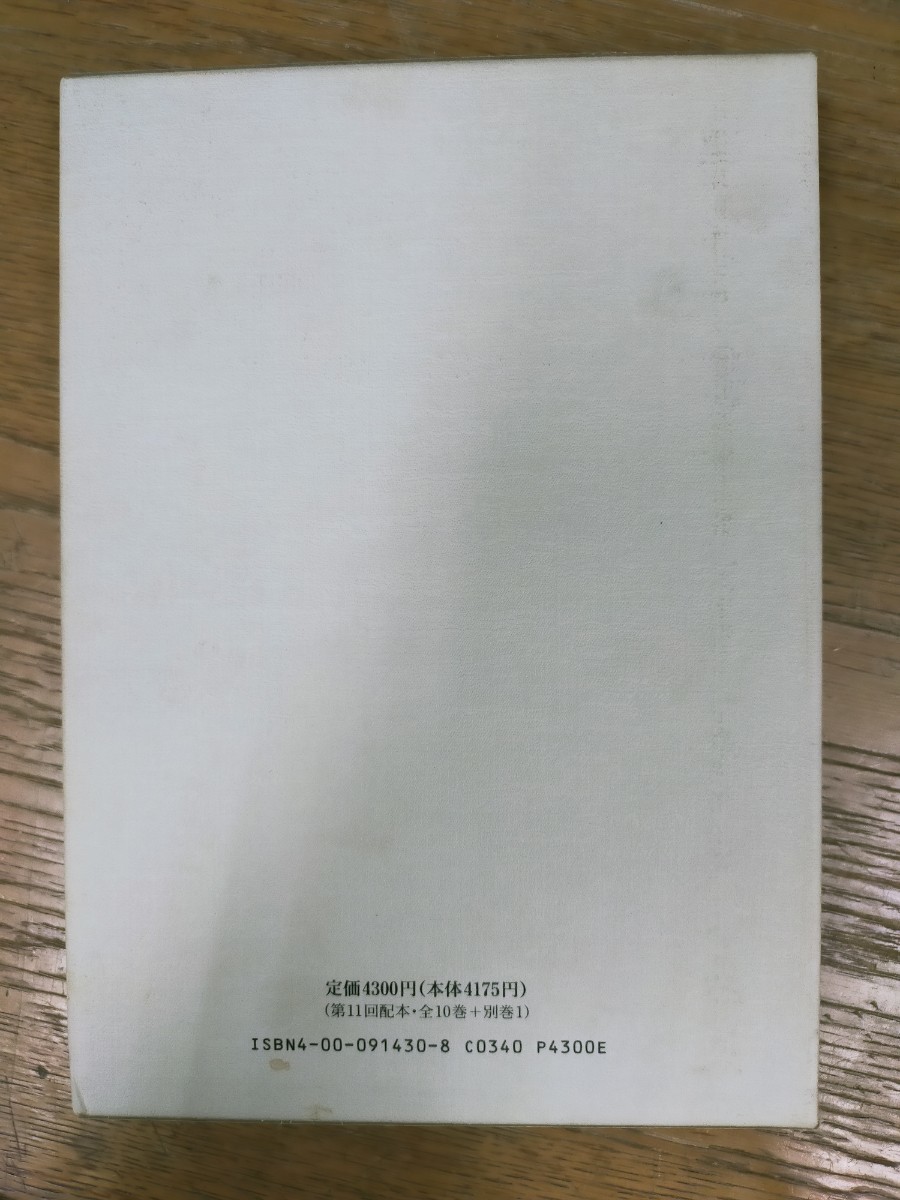 定価4300円(本体4175円)
(第11回配本・全10巻+別巻1)
ISBN4-00-091430-8 C0340 P4300E